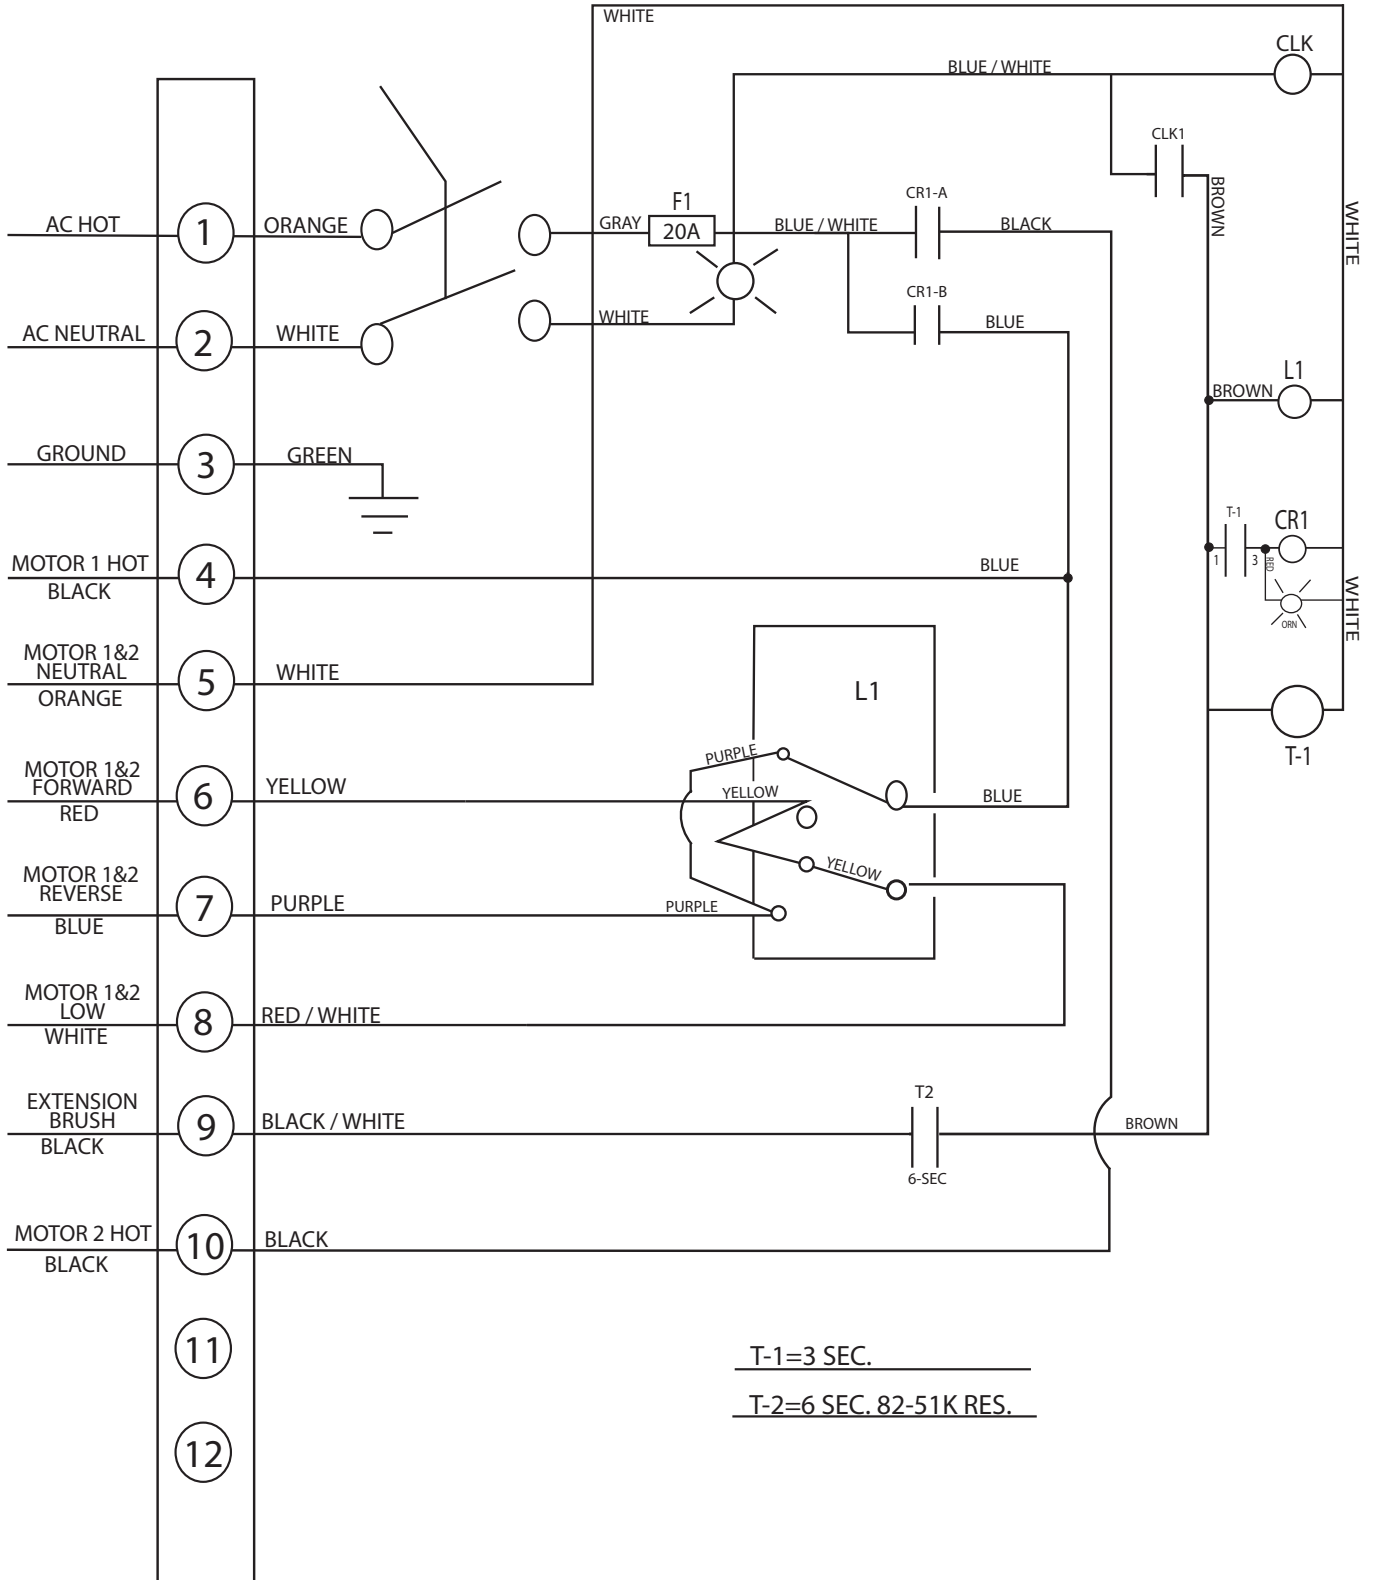 WHITE
CLK
BLUE / WHITE
CLK1
BROWN
WHITE
AC HOT
1
ORANGE
GRAY
F1
20A
BLUE / WHITE
CR1-A
BLACK
CR1-B
BLUE
AC NEUTRAL
2
WHITE
WHITE
L1
BROWN
GROUND
3
GREEN
T-1
CR1
1
3
RED
ORN
WHITE
MOTOR 1 HOT
BLACK
4
BLUE
MOTOR 1&2
NEUTRAL
ORANGE
5
WHITE
L1
T-1
MOTOR 1&2
FORWARD
RED
6
YELLOW
PURPLE
YELLOW
BLUE
MOTOR 1&2
REVERSE
BLUE
7
PURPLE
PURPLE
YELLOW
MOTOR 1&2
LOW
WHITE
8
RED / WHITE
EXTENSION
BRUSH
BLACK
9
BLACK / WHITE
T2
6-SEC
BROWN
MOTOR 2 HOT
BLACK
10
BLACK
11
12
T-1=3 SEC.
T-2=6 SEC. 82-51K RES.